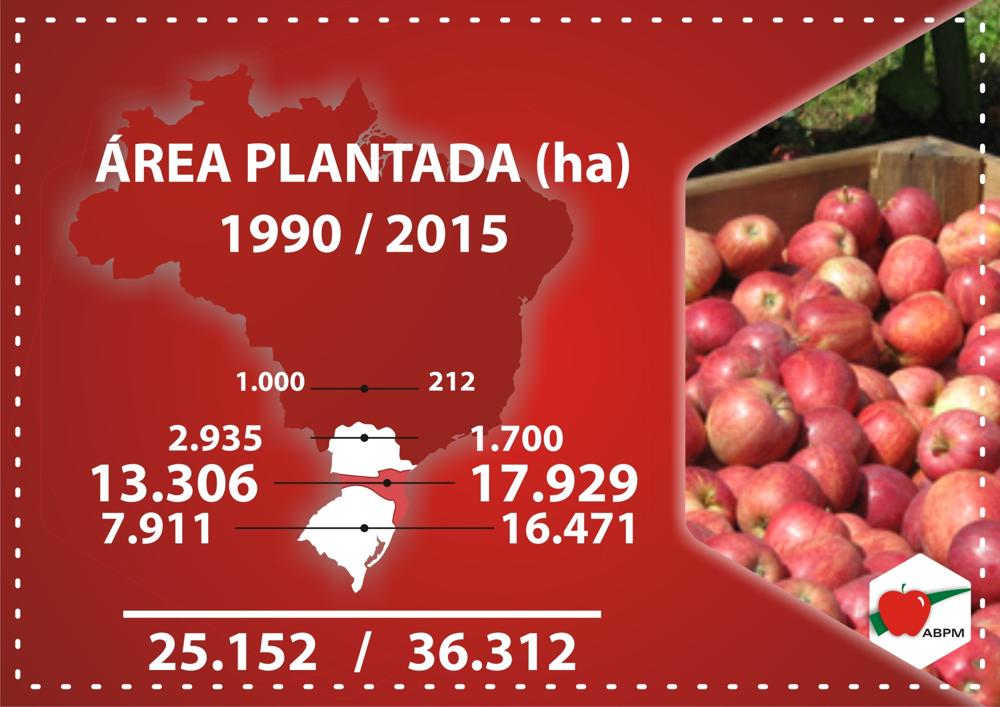 ÁREA PLANTADA (ha)
1990 / 2015
1.000 212
2.935 1.700
13.306 17.929
7.911 16.471
25.152 / 36.312
ABPM